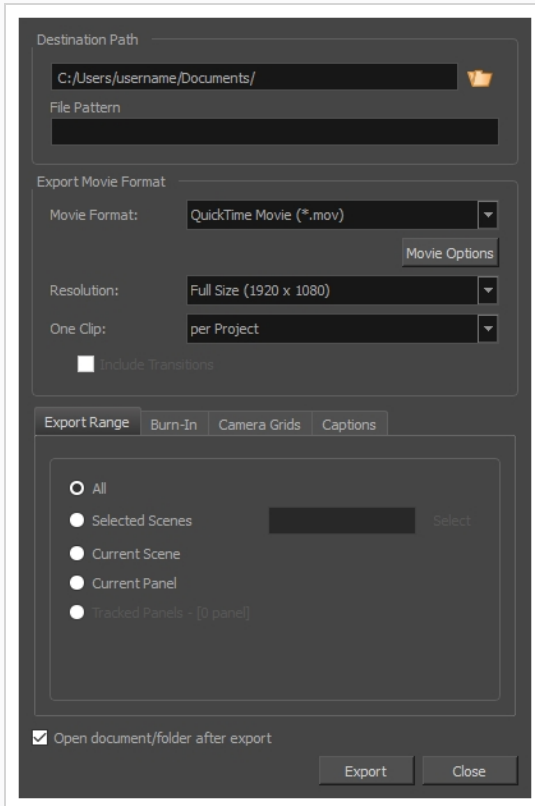 Destination Path
C:/Users/username/Documents/
File Pattern
Export Movie Format
Movie Format: QuickTime Movie (*.mov)
Movie Options
Resolution: Full Size (1920 x 1080)
One Clip: per Project
Include Transitions
Export Range Burn-In Camera Grids Captions
All
Selected Scenes Select
Current Scene
Current Panel
Tracked Panels - [0 panel]
Open document/folder after export
Export Close